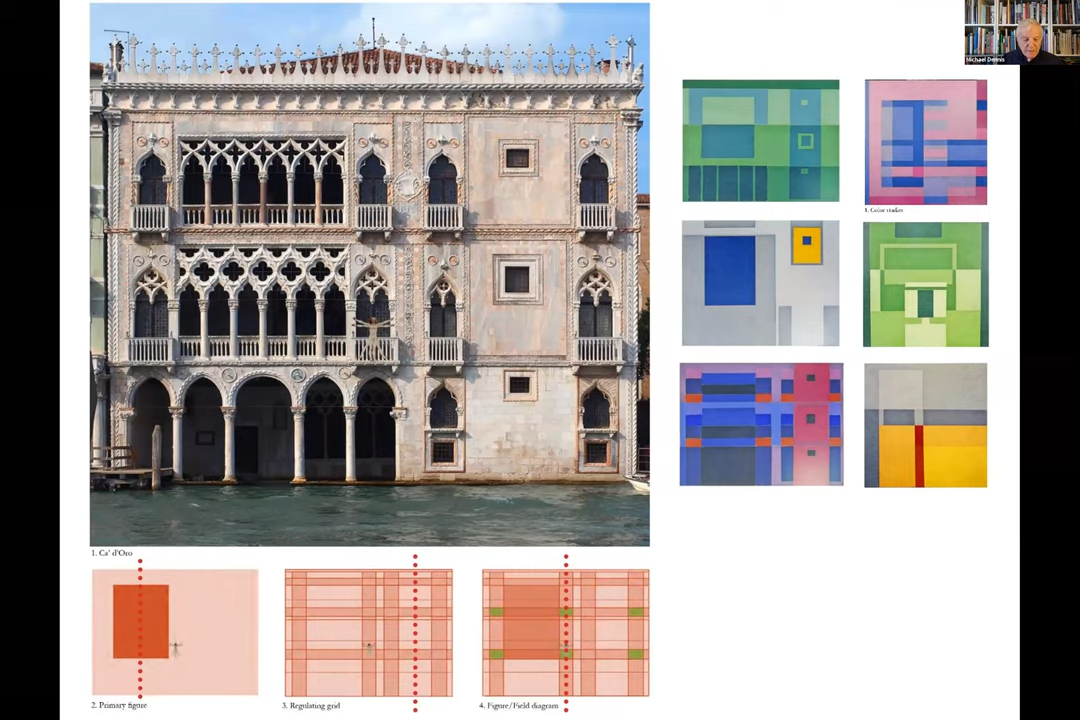 Michael Dennis
1. Color studies
1. Ca' d'Oro
2. Primary figure
3. Regulating grid
4. Figure/Field diagram